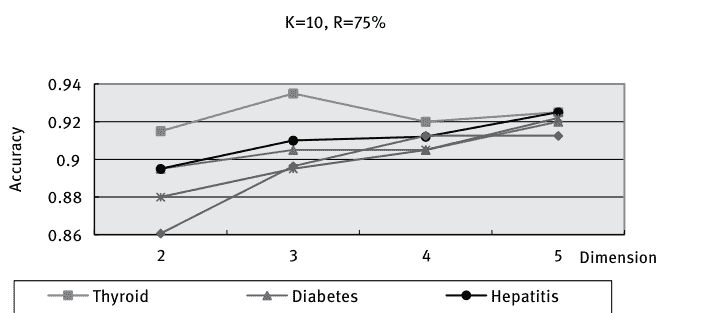 K=10, R=75%
0.94
0.92
0.9
0.88
0.86
Accuracy
2 3 4 5 Dimension
Thyroid Diabetes Hepatitis